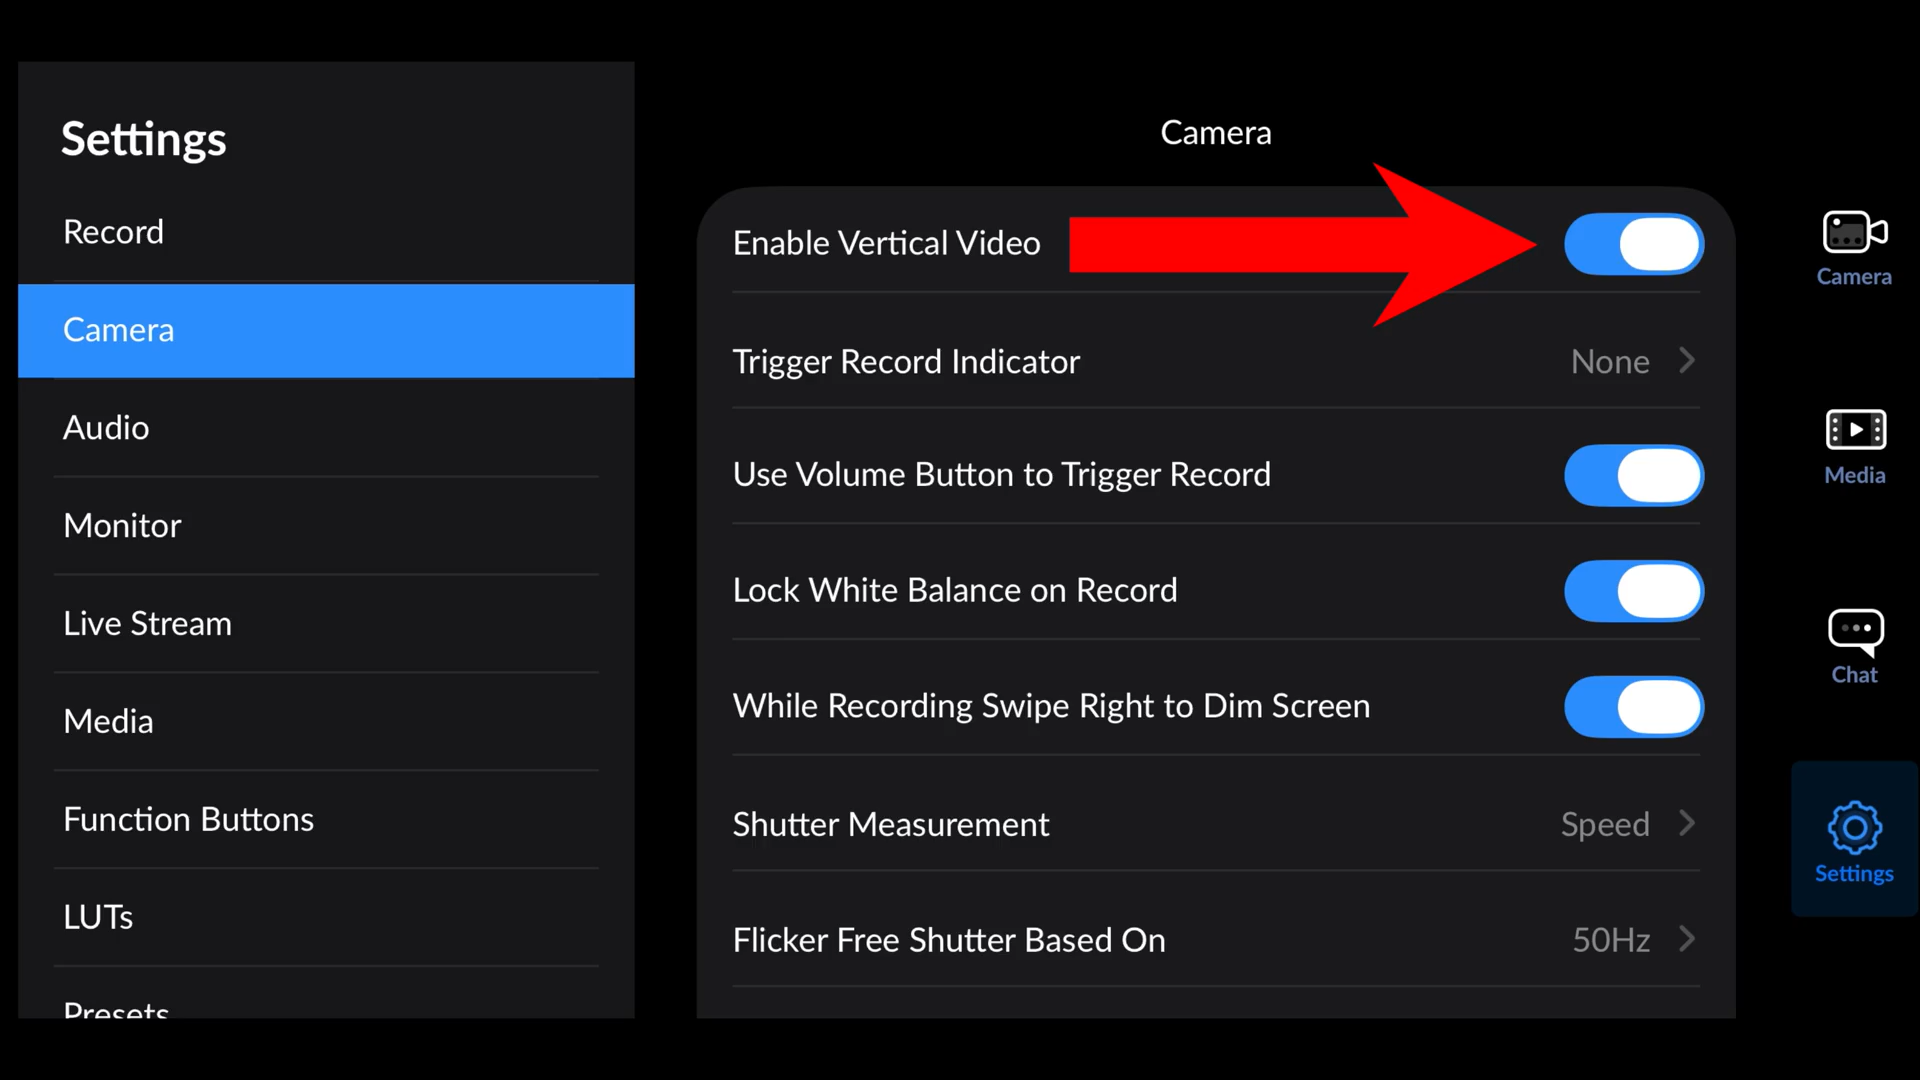 Settings
Record
Camera
Audio
Monitor
Live Stream
Media
Function Buttons
LUTs
Presets
Camera
Enable Vertical Video
Trigger Record Indicator None
Use Volume Button to Trigger Record
Lock White Balance on Record
While Recording Swipe Right to Dim Screen
Shutter Measurement Speed
Flicker Free Shutter Based On 50Hz
Camera
Media
Chat
Settings